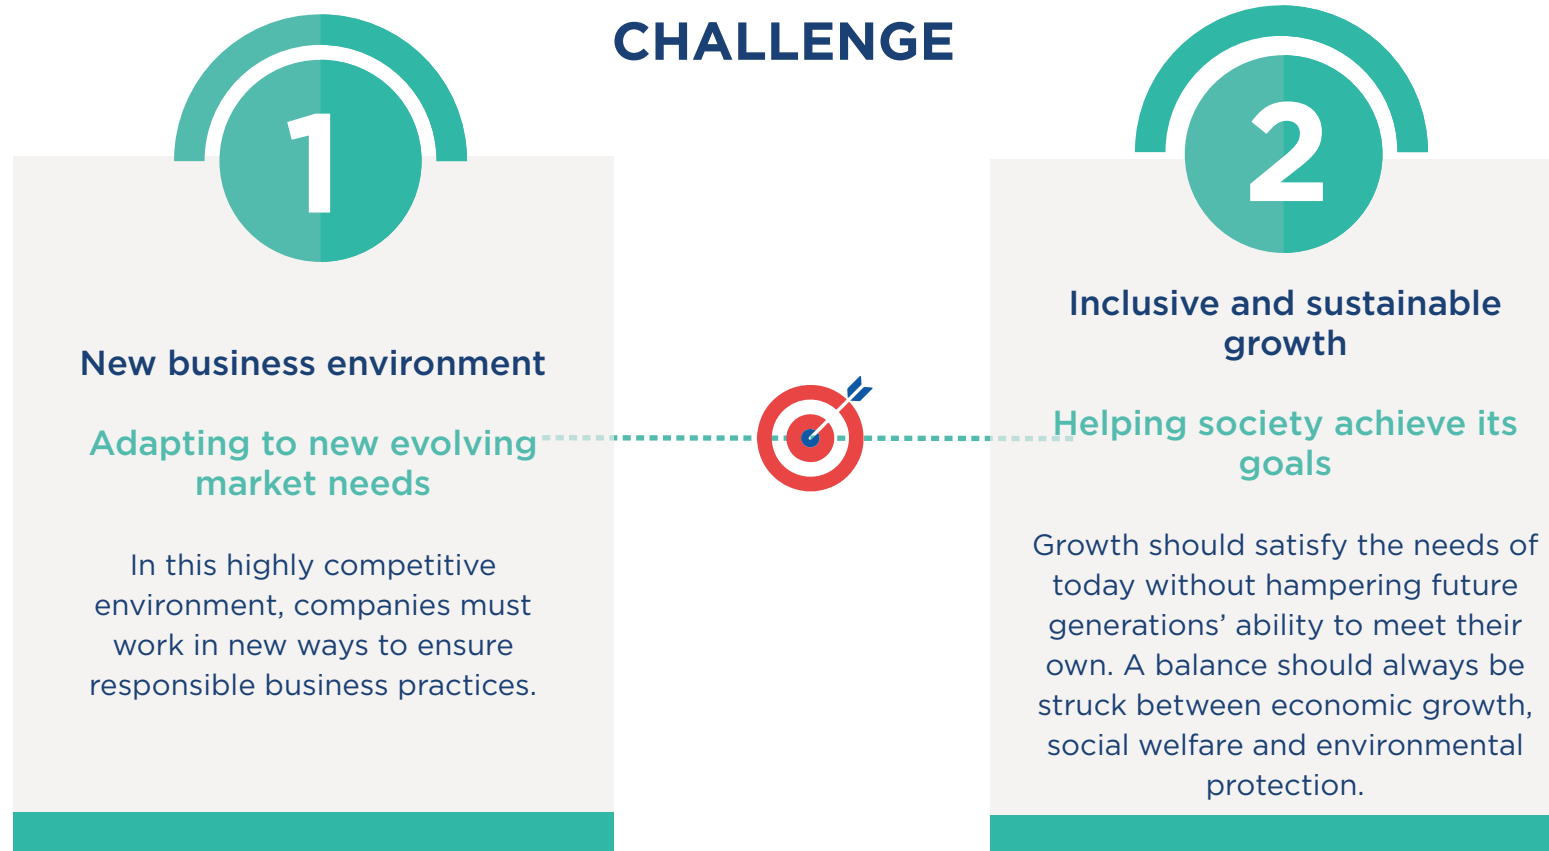 CHALLENGE
1
New business environment
Adapting to new evolving
market needs
In this highly competitive
environment, companies must
work in new ways to ensure
responsible business practices.
2
Inclusive and sustainable
growth
Helping society achieve its
goals
Growth should satisfy the needs of
today without hampering future
generations’ ability to meet their
own. A balance should always be
struck between economic growth,
social welfare and environmental
protection.